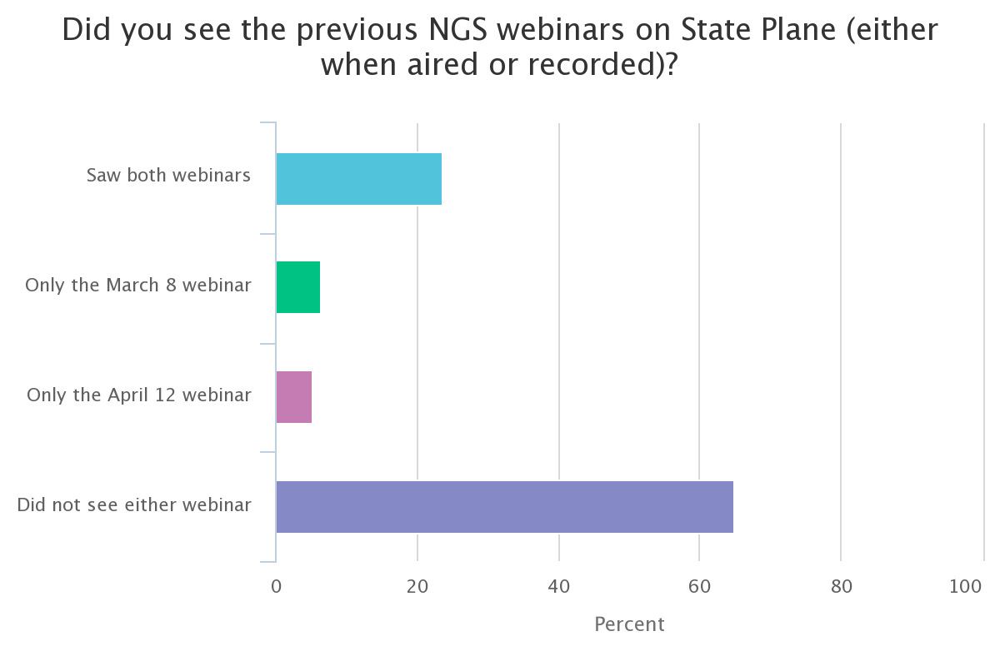 Did you see the previous NGS webinars on State Plane (either
when aired or recorded)?
Saw both webinars
Only the March 8 webinar
Only the April 12 webinar
Did not see either webinar
0 20 40 60 80 100
Percent